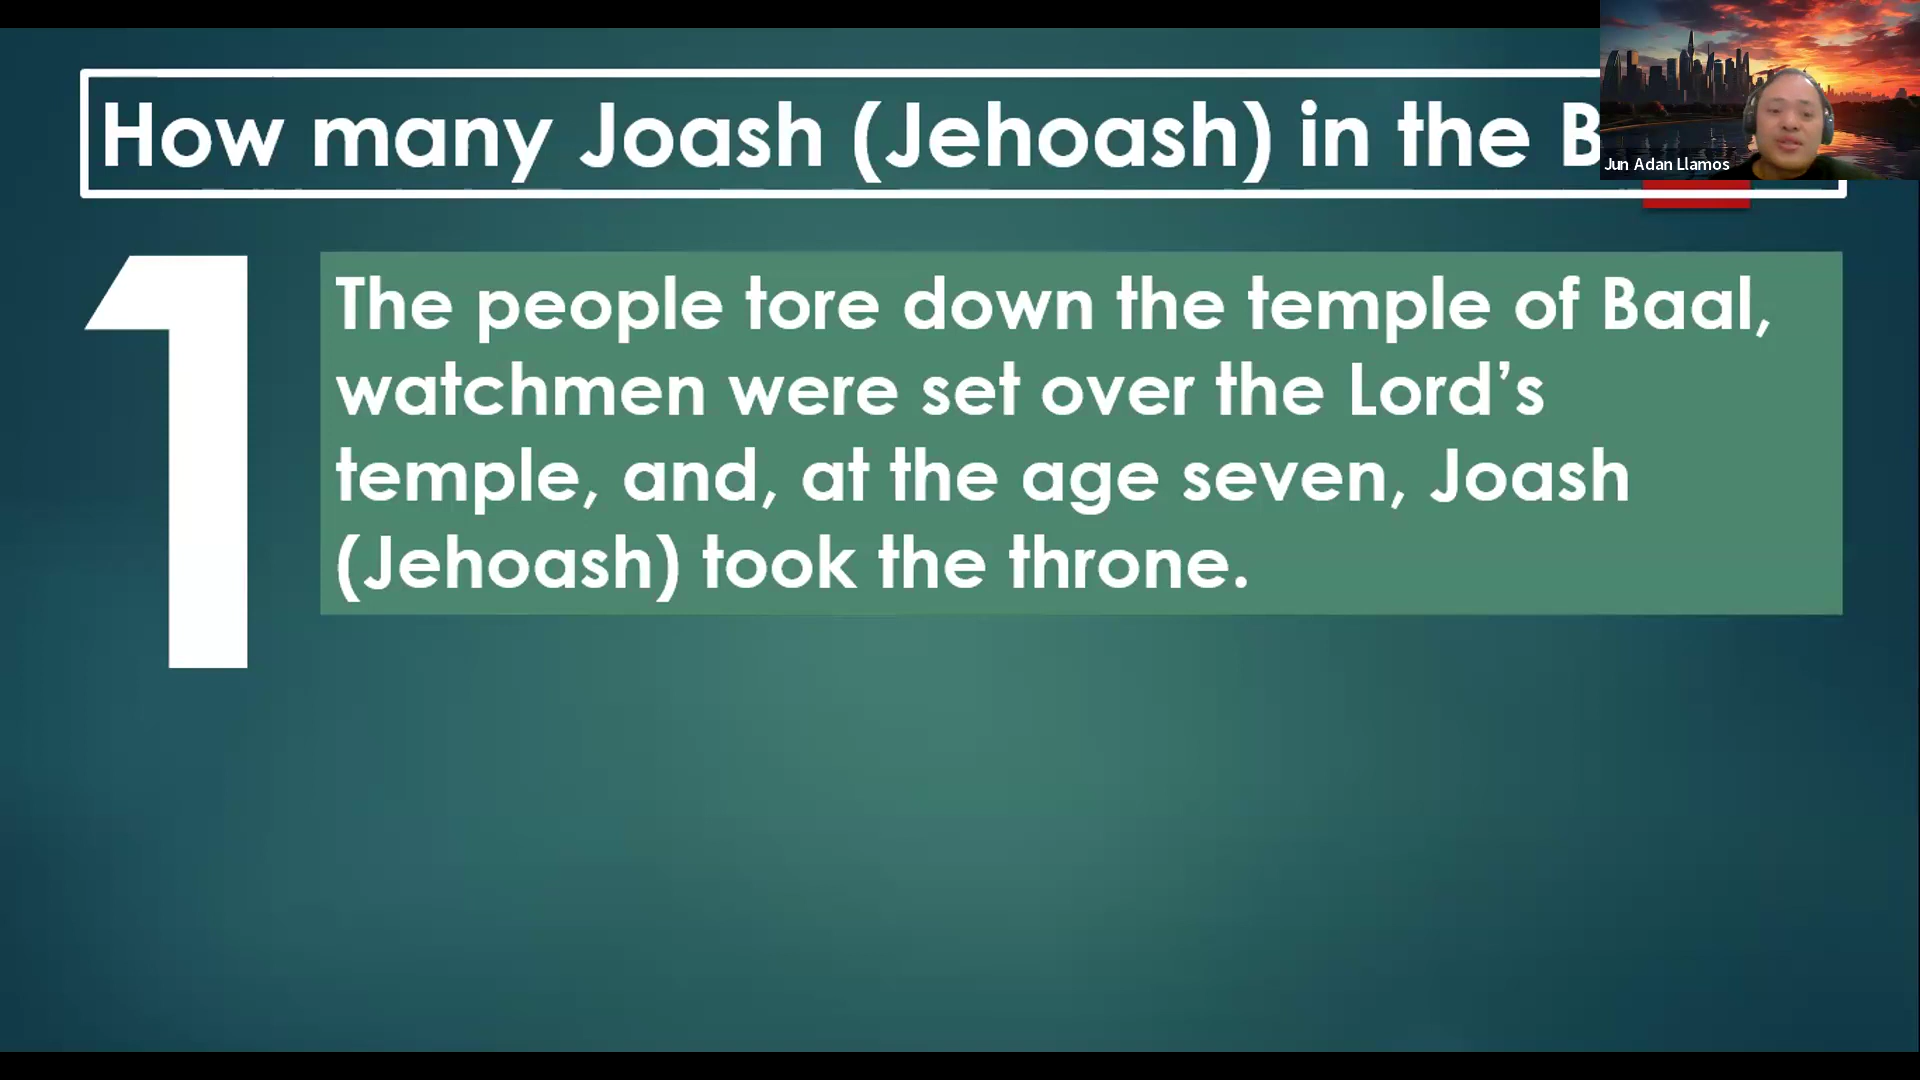 How many Joash (Jehoash) in the B
Jun Adan Llamos
1
The people tore down the temple of Baal,
watchmen were set over the Lord’s
temple, and, at the age seven, Joash
(Jehoash) took the throne.